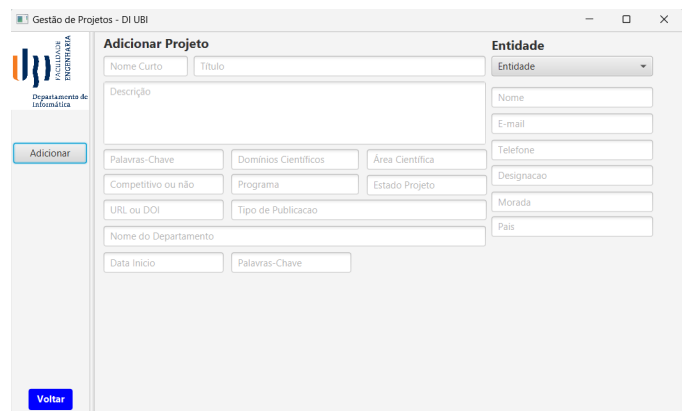 Gestão de Projetos - DI UBI
FACULDADE
ENGENHARIA
Departamento de
Informática
Adicionar
Voltar
Adicionar Projeto
Nome Curto
Título
Descrição
Palavras-Chave
Domínios Científicos
Área Científica
Competitivo ou não
Programa
Estado Projeto
URL ou DOI
Tipo de Publicacao
Nome do Departamento
Data Inicio
Palavras-Chave
Entidade
Entidade
Nome
E-mail
Telefone
Designacao
Morada
Pais